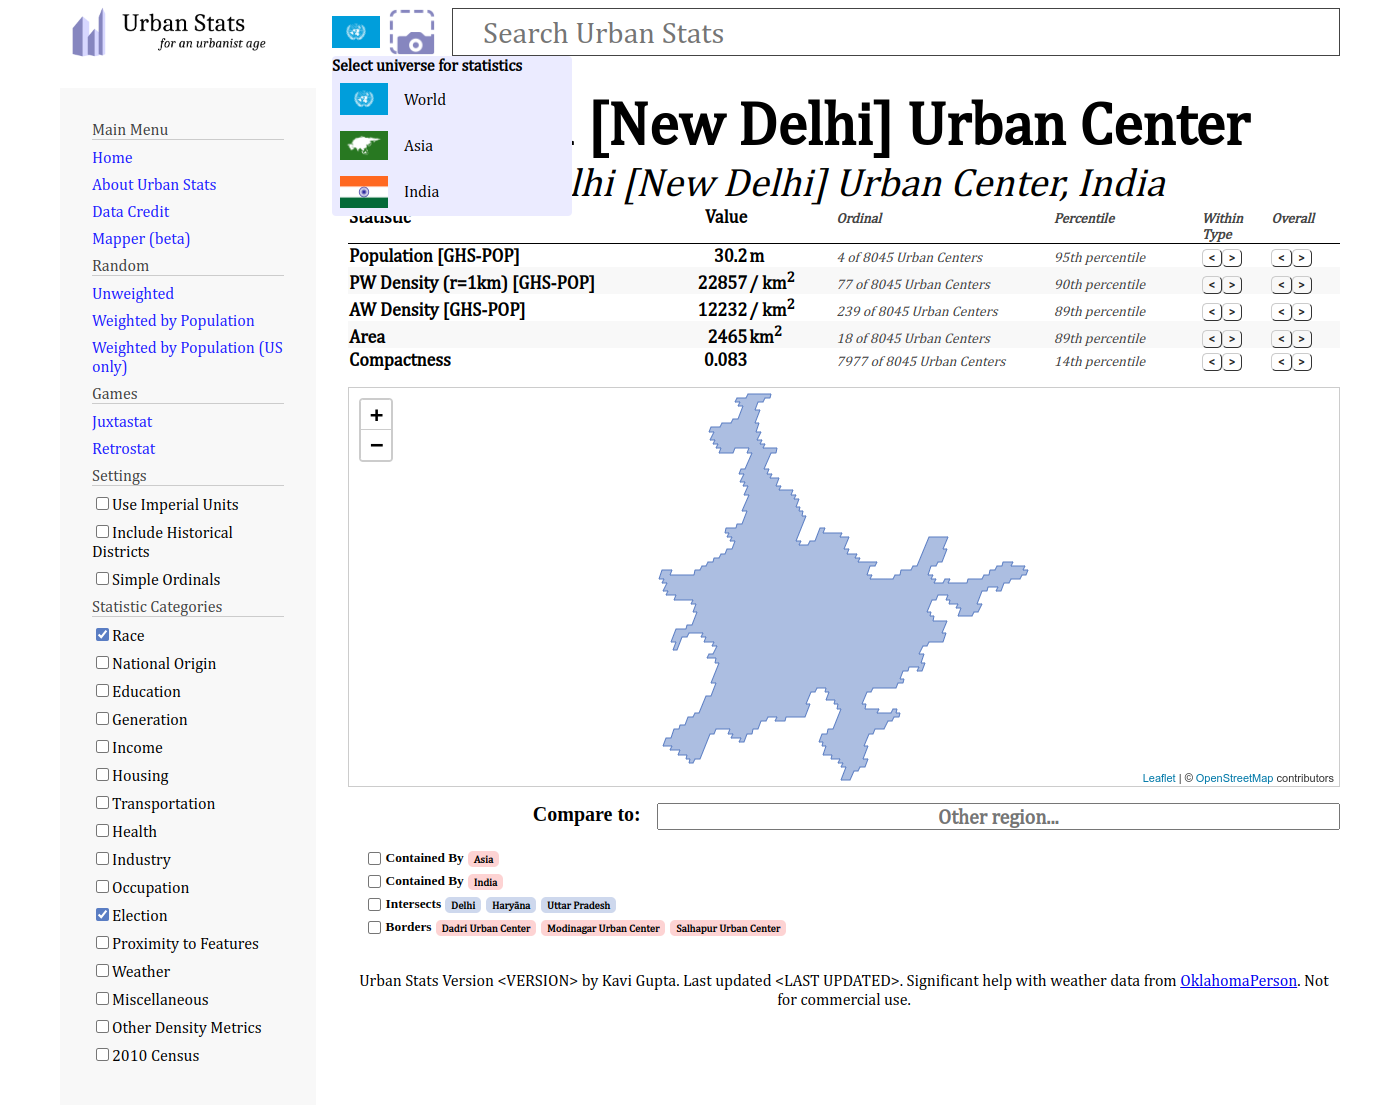 Urban Stats
for an urbanist age
Search Urban Stats
Select universe for statistics
World
Asia
India
[New Delhi] Urban Center
lhi [New Delhi] Urban Center, India
Main Menu
Home
About Urban Stats
Data Credit
Mapper (beta)
Random
Unweighted
Weighted by Population
Weighted by Population (US
only)
Games
Juxtastat
Retrostat
Settings
Use Imperial Units
Include Historical
Districts
Simple Ordinals
Statistic Categories
Race
National Origin
Education
Generation
Income
Housing
Transportation
Health
Industry
Occupation
Election
Proximity to Features
Weather
Miscellaneous
Other Density Metrics
2010 Census
Statistic Value Ordinal Percentile Within Type Overall
Population [GHS-POP] 30.2 m 4 of 8045 Urban Centers 95th percentile < > < >
PW Density (r=1km) [GHS-POP] 22857 / km² 77 of 8045 Urban Centers 90th percentile < > < >
AW Density [GHS-POP] 12232 / km² 239 of 8045 Urban Centers 89th percentile < > < >
Area 2465 km² 18 of 8045 Urban Centers 89th percentile < > < >
Compactness 0.083 7977 of 8045 Urban Centers 14th percentile < > < >
+
−
Leaflet | © OpenStreetMap contributors
Compare to: Other region...
Contained By Asia
Contained By India
Intersects Delhi Haryāna Uttar Pradesh
Borders Dadri Urban Center Modinagar Urban Center Salhapur Urban Center
Urban Stats Version <VERSION> by Kavi Gupta. Last updated <LAST UPDATED>. Significant help with weather data from OklahomaPerson. Not
for commercial use.